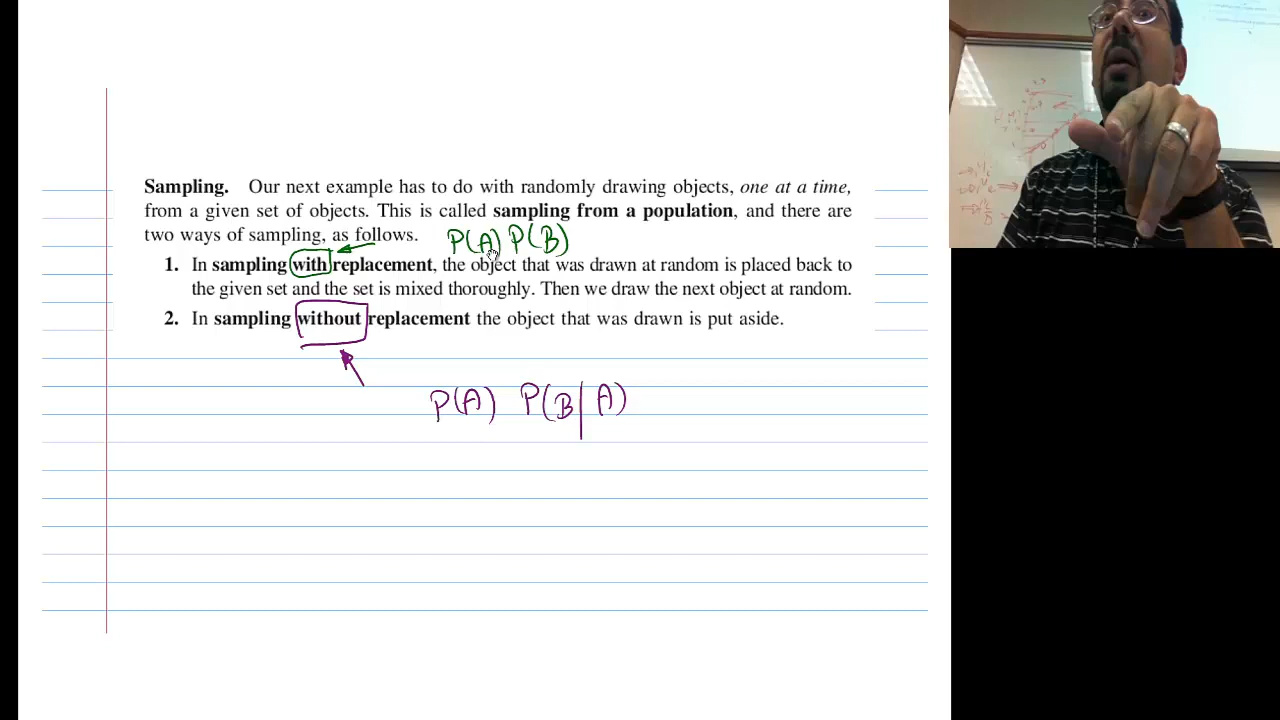 Sampling. Our next example has to do with randomly drawing objects, one at a time,
from a given set of objects. This is called sampling from a population, and there are
two ways of sampling, as follows.
P(A) P(B)
1. In sampling with replacement, the object that was drawn at random is placed back to
the given set and the set is mixed thoroughly. Then we draw the next object at random.
2. In sampling without replacement the object that was drawn is put aside.
P(A) P(B|A)